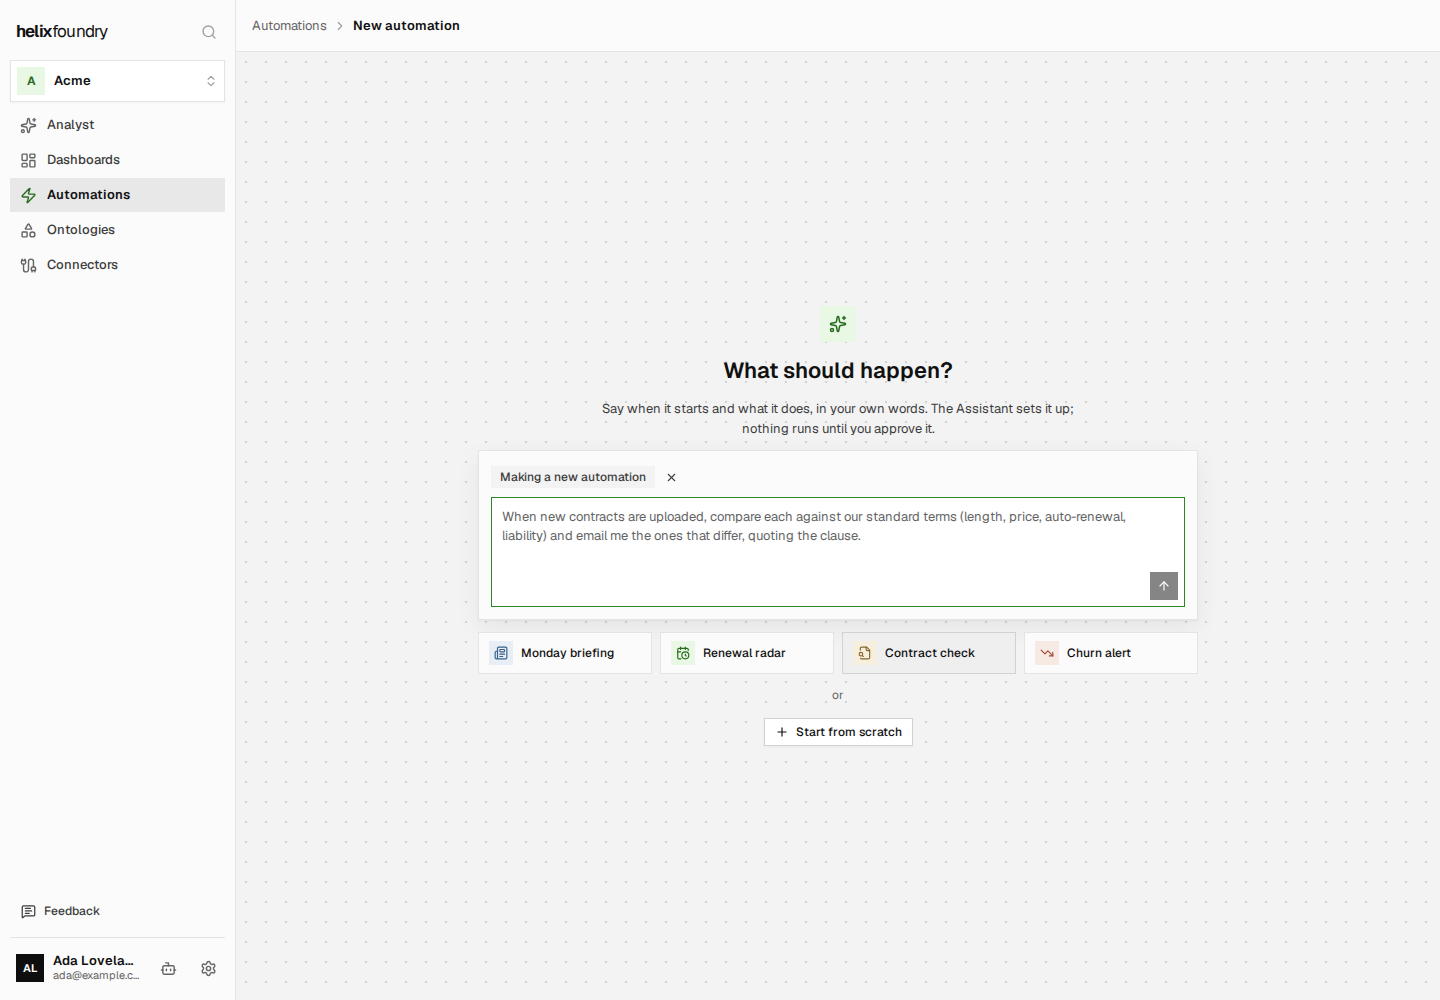 helixfoundry
A
Acme
Analyst
Dashboards
Automations
Ontologies
Connectors
Feedback
AL
Ada Lovela...
ada@example.c...
Automations
New automation
What should happen?
Say when it starts and what it does, in your own words. The Assistant sets it up;
nothing runs until you approve it.
Making a new automation
When new contracts are uploaded, compare each against our standard terms (length, price, auto-renewal,
liability) and email me the ones that differ, quoting the clause.
Monday briefing
Renewal radar
Contract check
Churn alert
or
Start from scratch